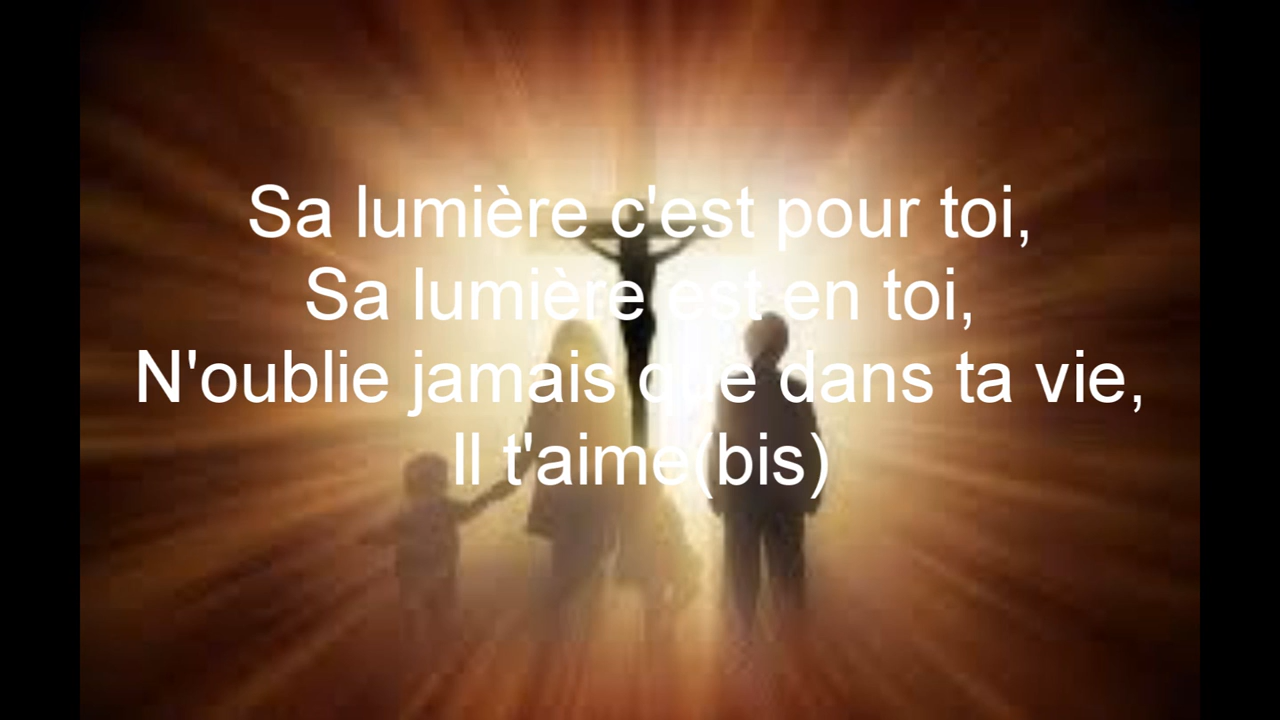 Sa lumière c'est pour toi,
Sa lumière est en toi,
N'oublie jamais que dans ta vie,
Il t'aime(bis)